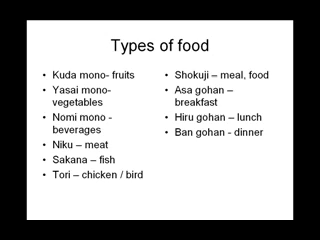 Types of food
• Kuda mono- fruits
• Yasai mono-
vegetables
• Nomi mono -
beverages
• Niku – meat
• Sakana – fish
• Tori – chicken / bird
• Shokuji – meal, food
• Asa gohan –
breakfast
• Hiru gohan – lunch
• Ban gohan - dinner